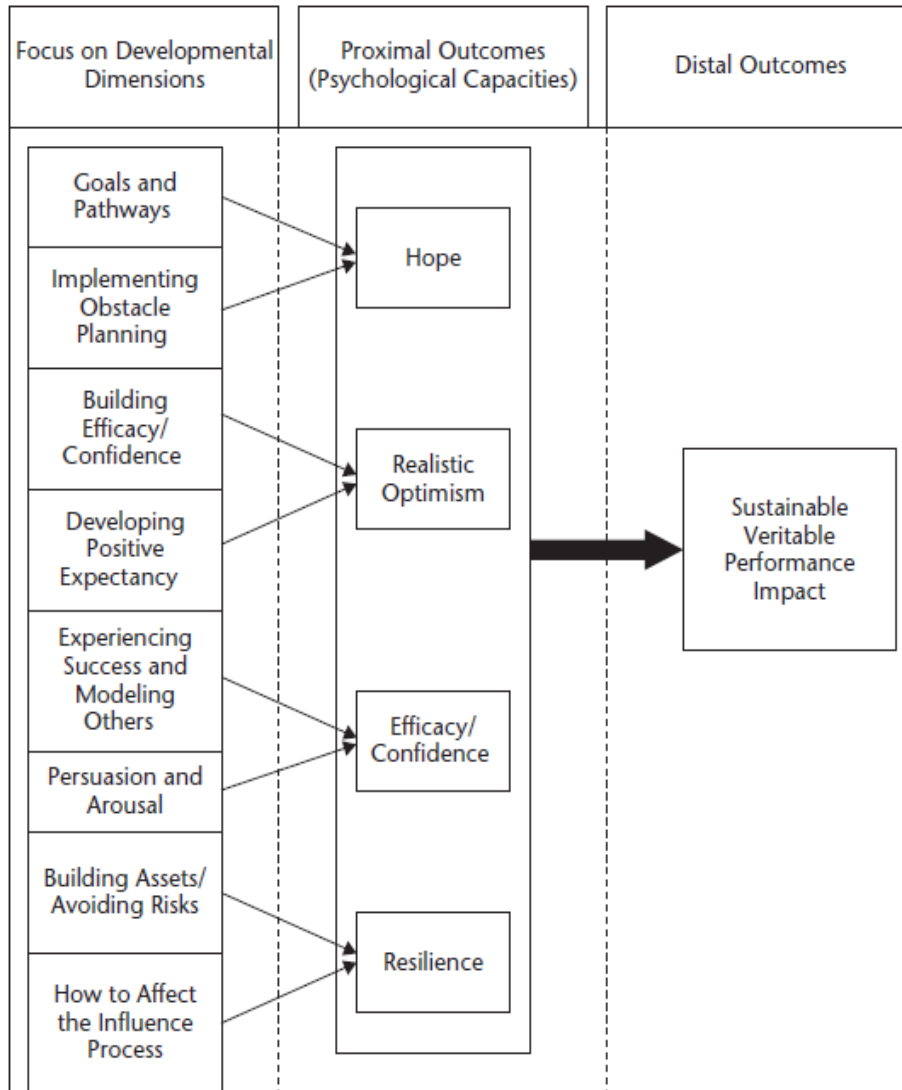 Focus on Developmental
Dimensions
Proximal Outcomes
(Psychological Capacities)
Distal Outcomes
Goals and
Pathways
Implementing
Obstacle
Planning
Building
Efficacy/
Confidence
Developing
Positive
Expectancy
Experiencing
Success and
Modeling
Others
Persuasion and
Arousal
Building Assets/
Avoiding Risks
How to Affect
the Influence
Process
Hope
Realistic
Optimism
Efficacy/
Confidence
Resilience
Sustainable
Veritable
Performance
Impact